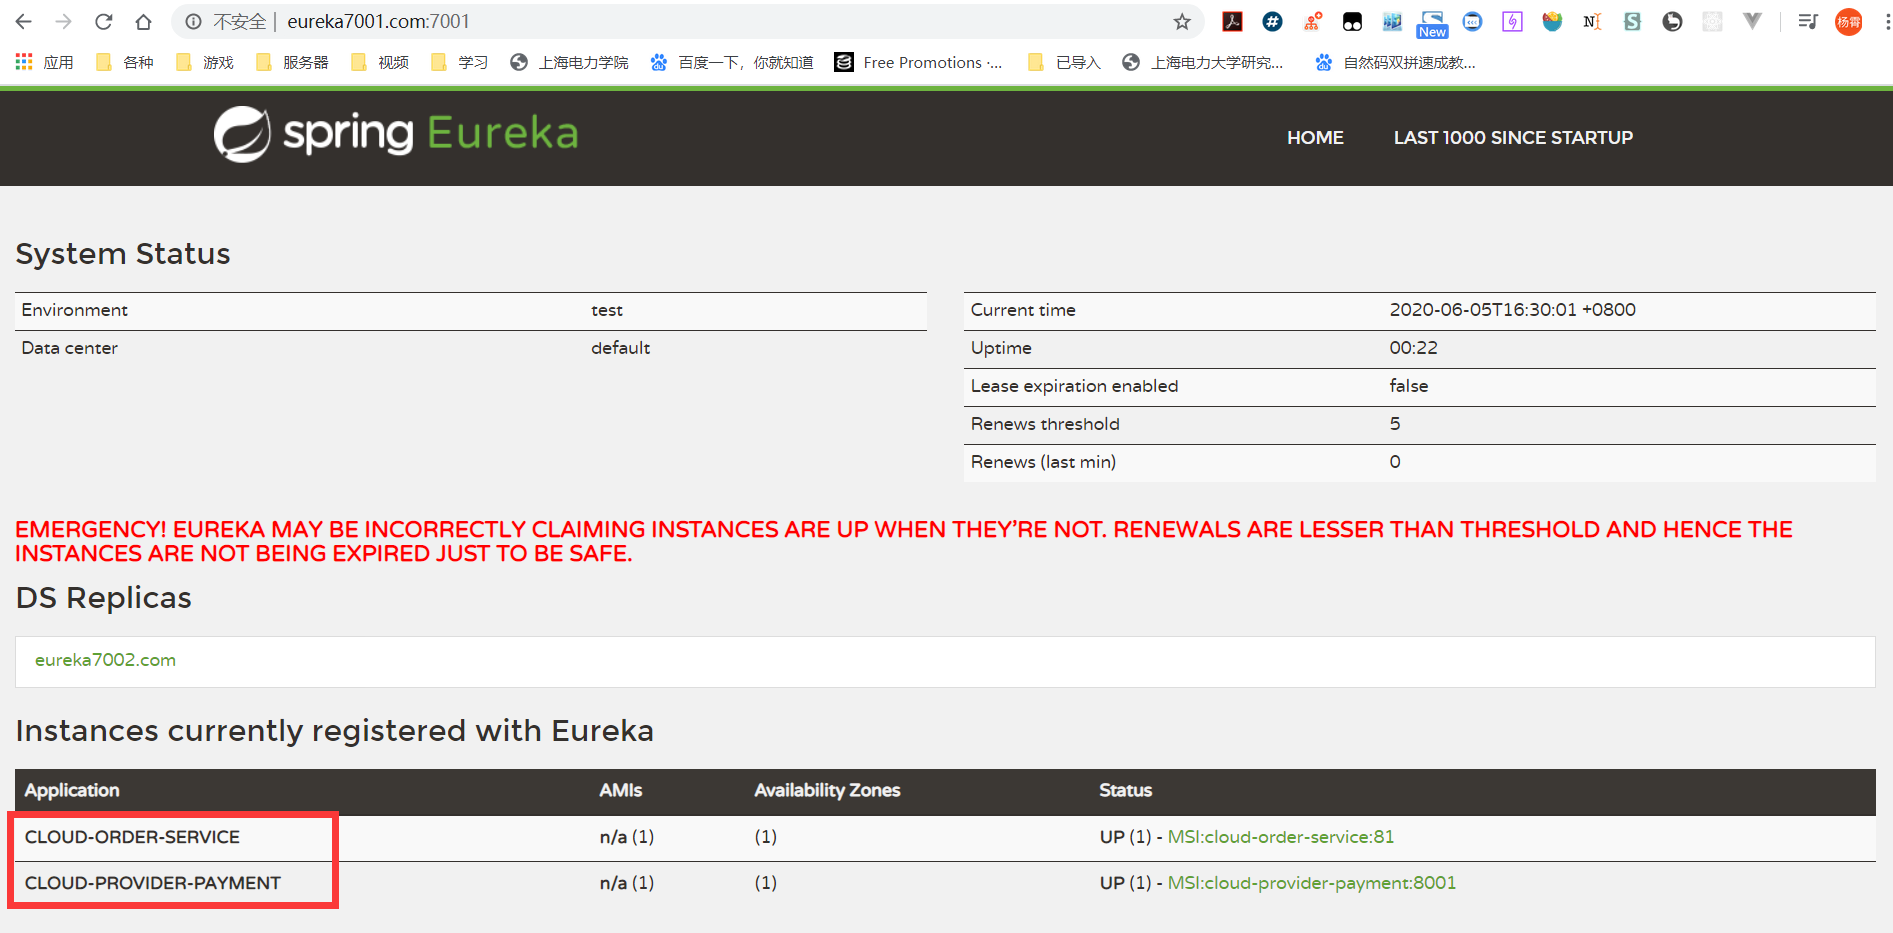 不安全 | eureka7001.com:7001
New
杨霄
应用 各种 游戏 服务器 视频 学习 上海电力学院 百度一下，你就知道 Free Promotions ·... 已导入 上海电力大学研究... 自然码双拼速成教...
spring Eureka HOME LAST 1000 SINCE STARTUP
System Status
Environment test
Data center default
Current time 2020-06-05T16:30:01 +0800
Uptime 00:22
Lease expiration enabled false
Renews threshold 5
Renews (last min) 0
EMERGENCY! EUREKA MAY BE INCORRECTLY CLAIMING INSTANCES ARE UP WHEN THEY'RE NOT. RENEWALS ARE LESSER THAN THRESHOLD AND HENCE THE
INSTANCES ARE NOT BEING EXPIRED JUST TO BE SAFE.
DS Replicas
eureka7002.com
Instances currently registered with Eureka
Application AMIs Availability Zones Status
CLOUD-ORDER-SERVICE n/a (1) (1) UP (1) - MSI:cloud-order-service:81
CLOUD-PROVIDER-PAYMENT n/a (1) (1) UP (1) - MSI:cloud-provider-payment:8001